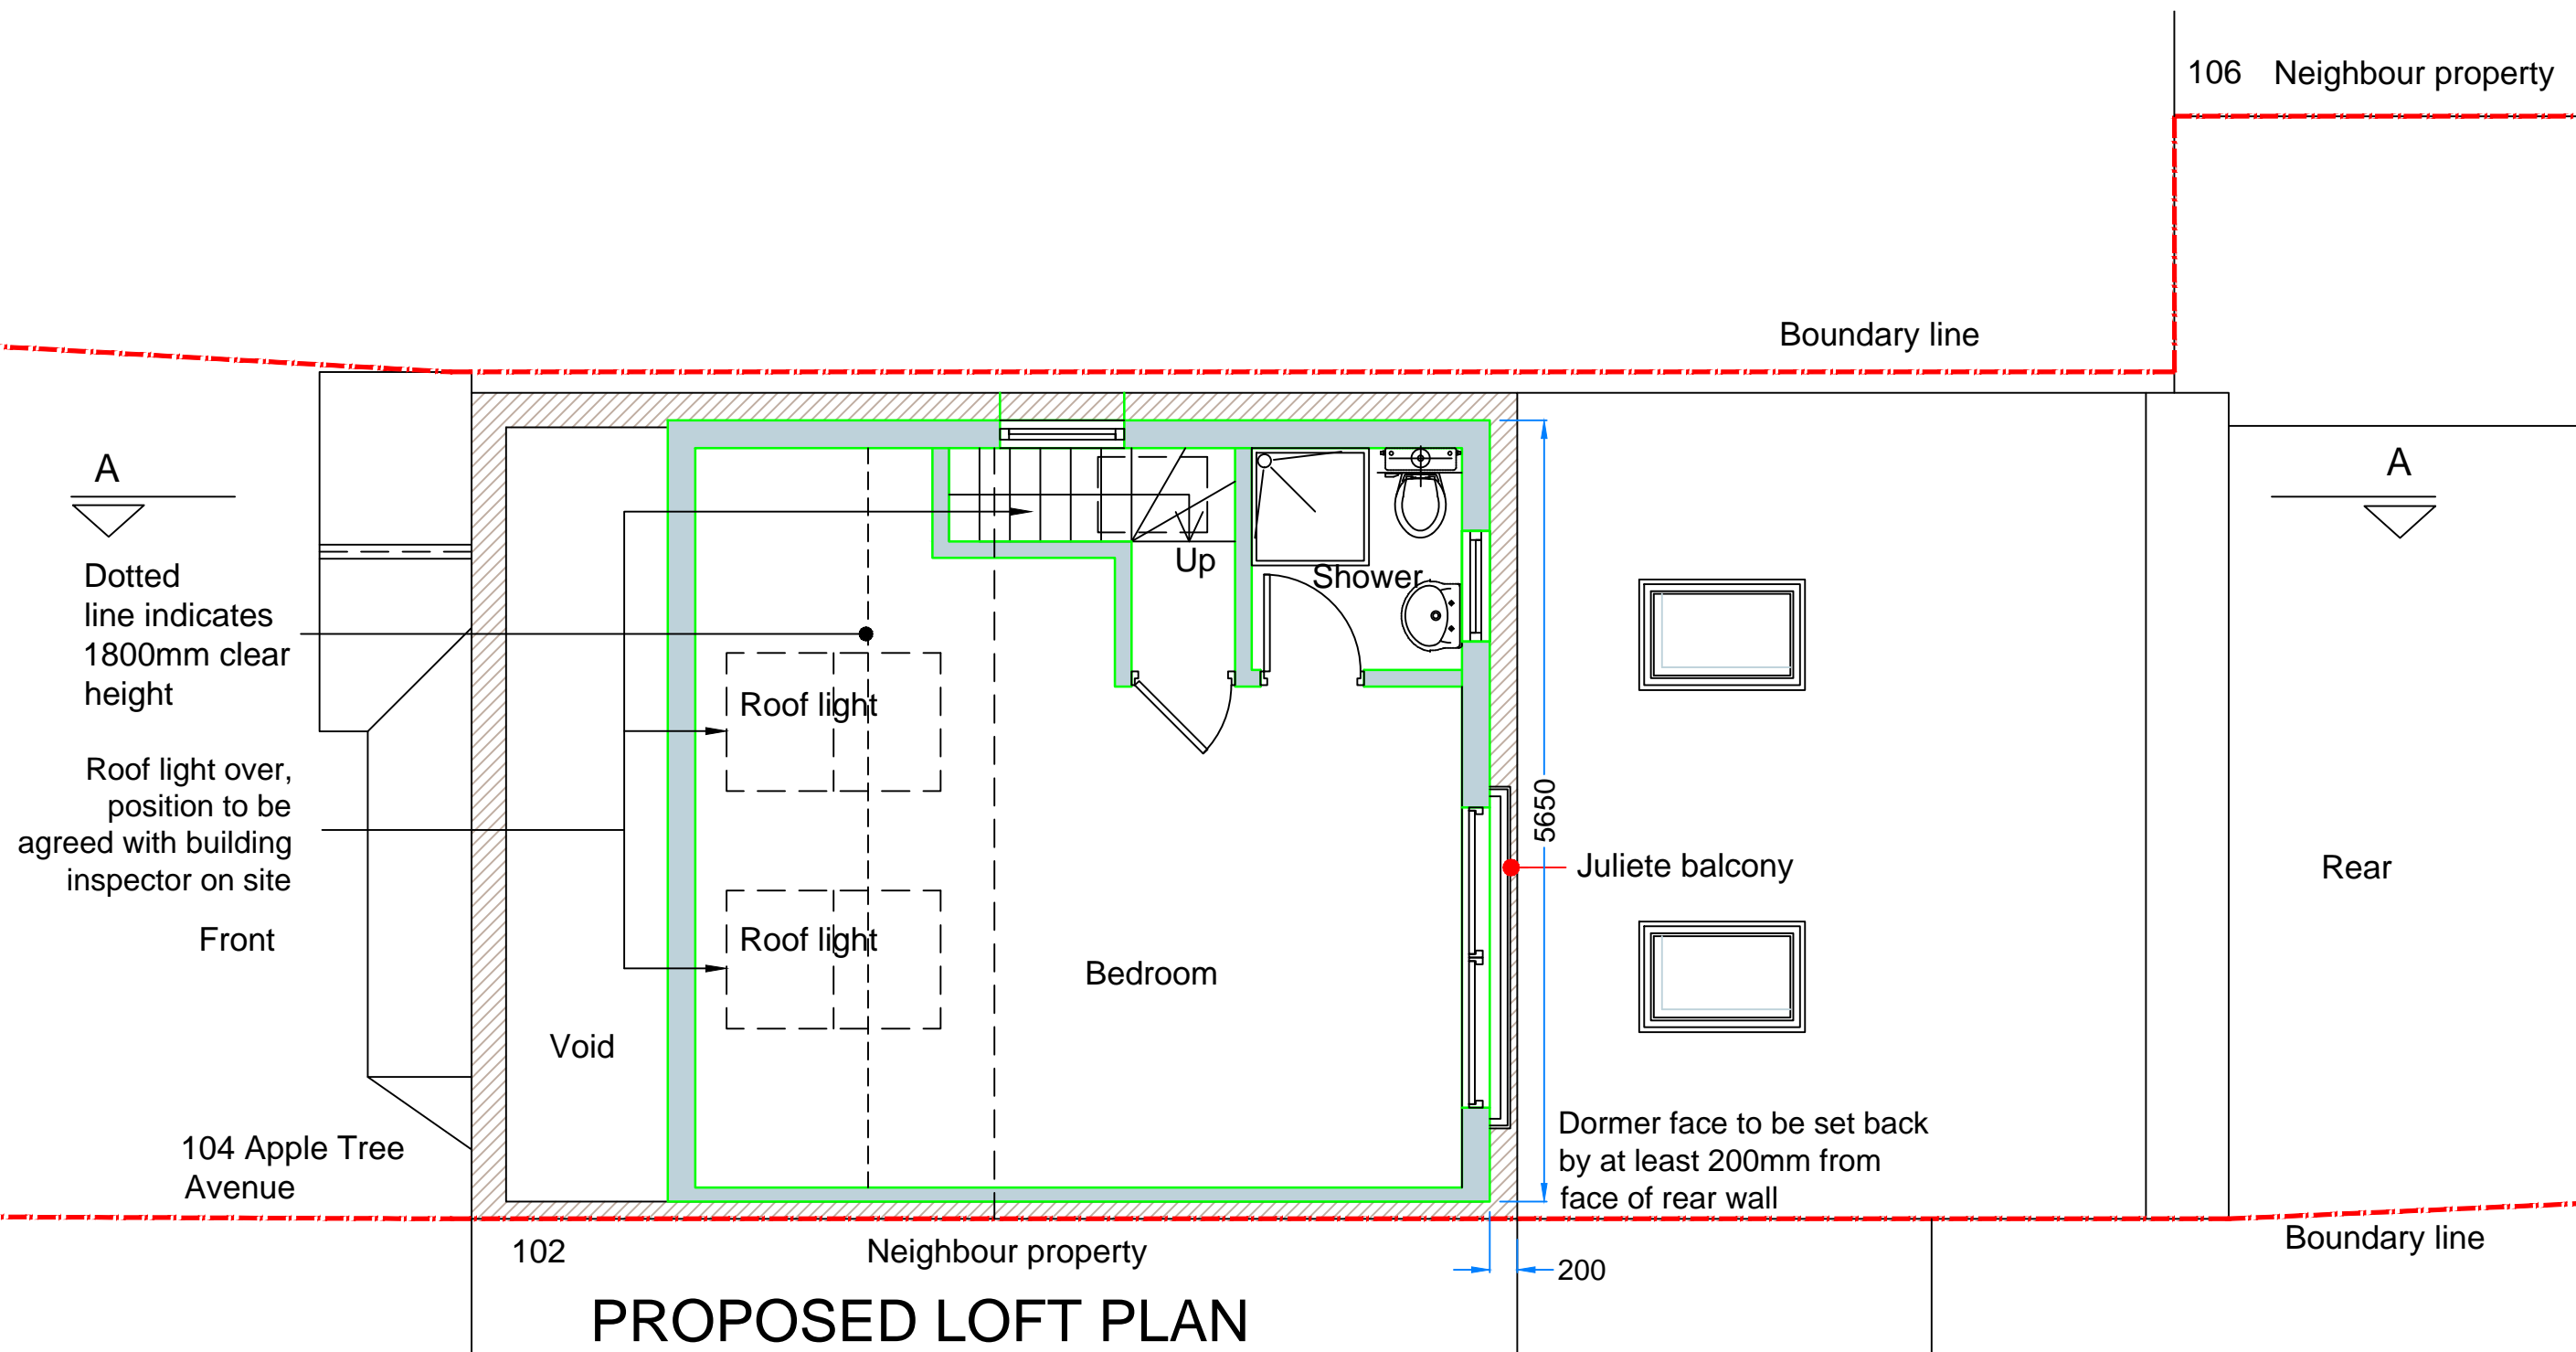 106 Neighbour property
Boundary line
A
A
Dotted
line indicates
1800mm clear
height
Up
Shower
Roof light
Roof light over,
position to be
agreed with building
inspector on site
5650
Juliete balcony
Rear
Front
Roof light
Bedroom
Void
104 Apple Tree
Avenue
Dormer face to be set back
by at least 200mm from
face of rear wall
102
Neighbour property
200
Boundary line
PROPOSED LOFT PLAN